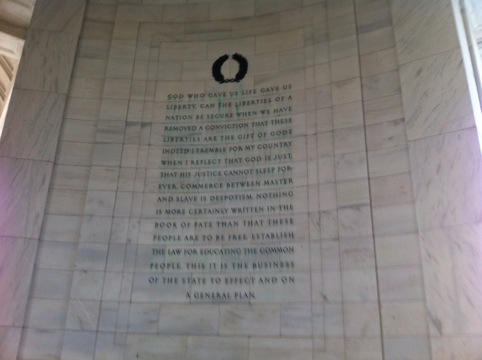 GOD WHO GAVE US LIFE GAVE US
LIBERTY. CAN THE LIBERTIES OF A
NATION BE SECURE WHEN WE HAVE
REMOVED A CONVICTION THAT THESE
LIBERTIES ARE THE GIFT OF GOD?
INDEED I TREMBLE FOR MY COUNTRY
WHEN I REFLECT THAT GOD IS JUST,
THAT HIS JUSTICE CANNOT SLEEP FOR-
EVER. COMMERCE BETWEEN MASTER
AND SLAVE IS DESPOTISM. NOTHING
IS MORE CERTAINLY WRITTEN IN THE
BOOK OF FATE THAN THAT THESE
PEOPLE ARE TO BE FREE. ESTABLISH
THE LAW FOR EDUCATING THE COMMON
PEOPLE. THIS IT IS THE BUSINESS
OF THE STATE TO EFFECT AND ON
A GENERAL PLAN.